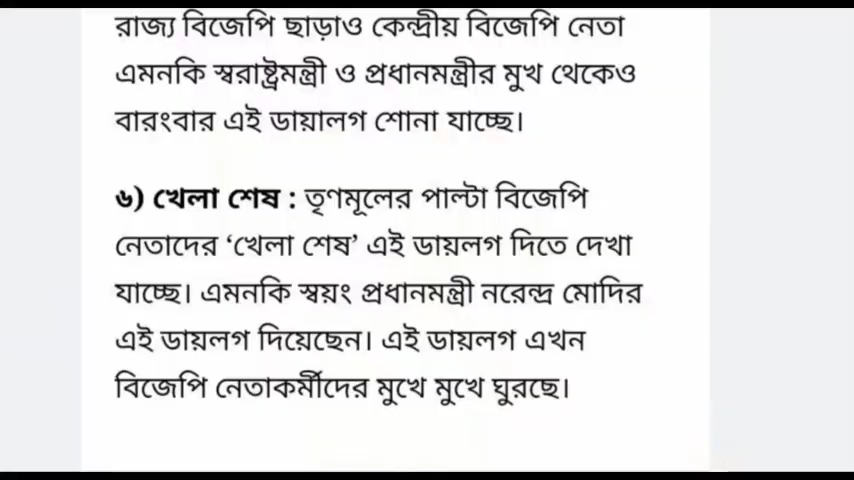 রাজ্য বিজেপি ছাড়াও কেন্দ্রীয় বিজেপি নেতা
এমনকি স্বরাষ্ট্রমন্ত্রী ও প্রধানমন্ত্রীর মুখ থেকেও
বারংবার এই ডায়ালগ শোনা যাচ্ছে।
৬) খেলা শেষ : তৃণমূলের পাল্টা বিজেপি
নেতাদের ‘খেলা শেষ’ এই ডায়লগ দিতে দেখা
যাচ্ছে। এমনকি স্বয়ং প্রধানমন্ত্রী নরেন্দ্র মোদির
এই ডায়লগ দিয়েছেন। এই ডায়লগ এখন
বিজেপি নেতাকর্মীদের মুখে মুখে ঘুরছে।